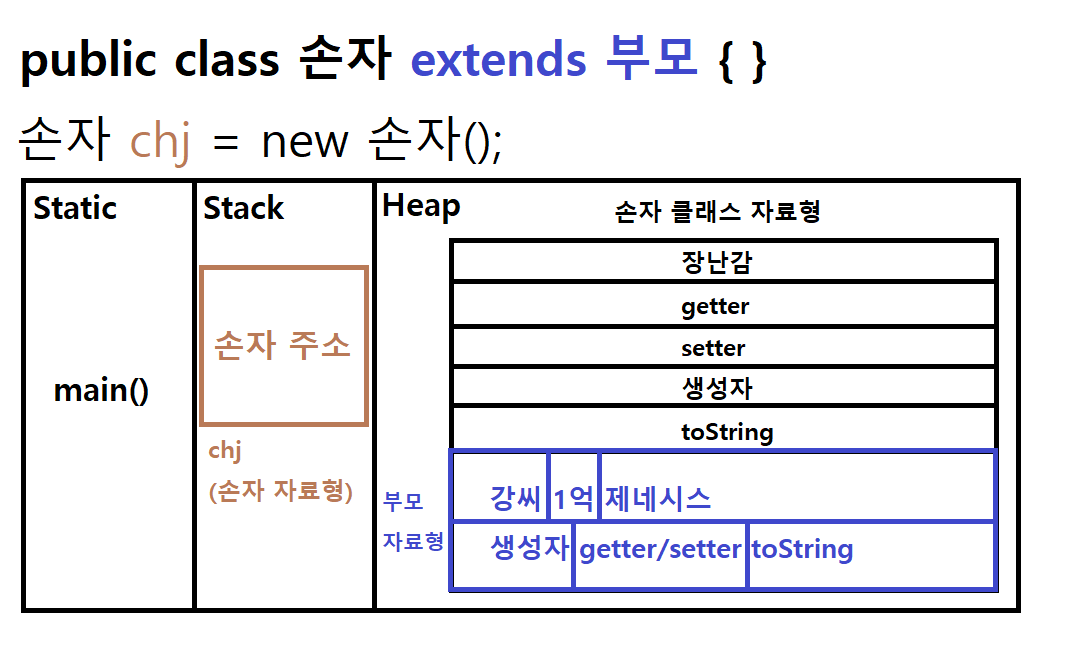 public class 손자 extends 부모 { }
손자 chj = new 손자();
Static
Stack
Heap
손자 클래스 자료형
main()
손자 주소
chj
(손자 자료형)
장난감
getter
setter
생성자
toString
부모
자료형
강씨 1억 제네시스
생성자 getter/setter toString